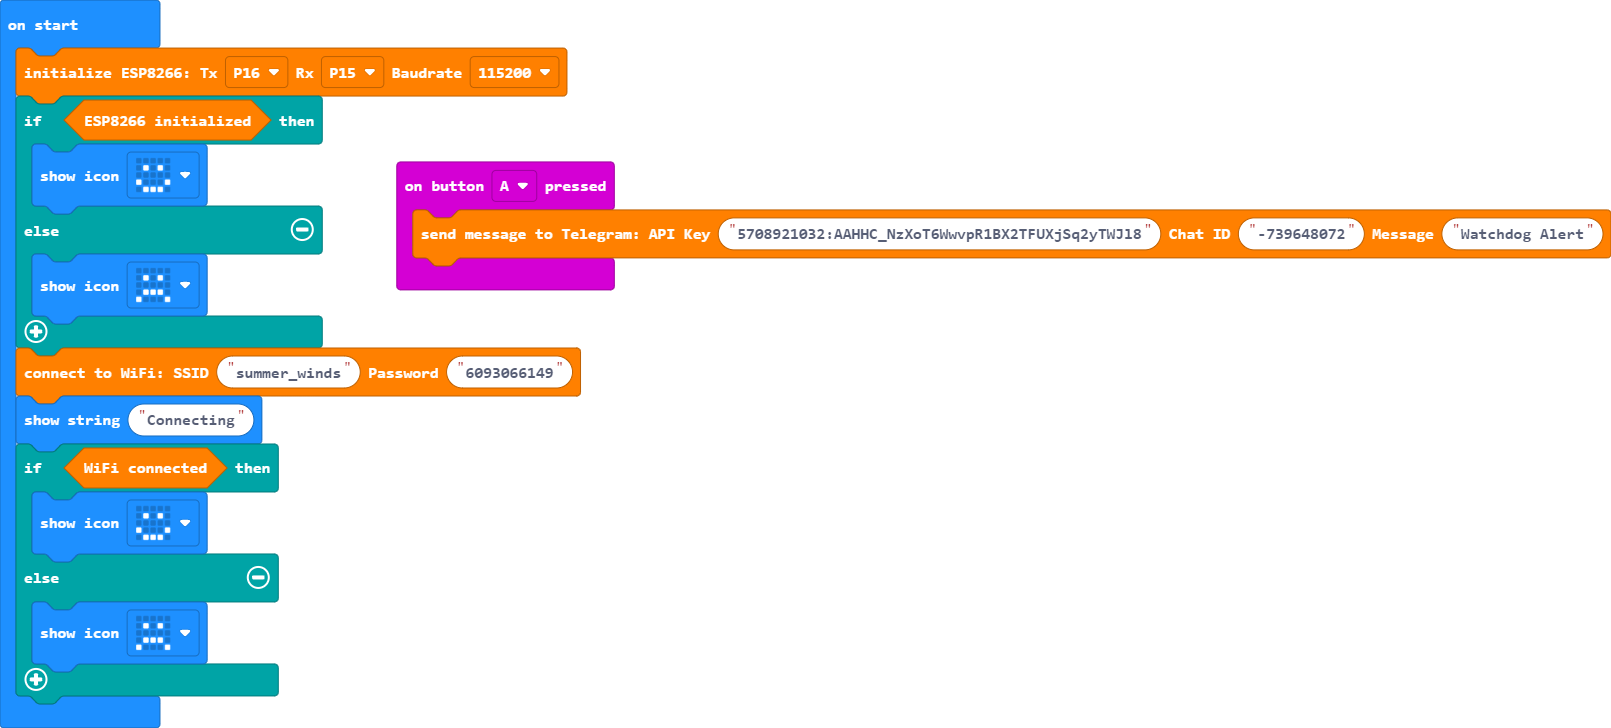 on start
initialize ESP8266: Tx P16 Rx P15 Baudrate 115200
if ESP8266 initialized then
show icon
else
show icon
connect to WiFi: SSID "summer_winds" Password "6093066149"
show string "Connecting"
if WiFi connected then
show icon
else
show icon
on button A pressed
send message to Telegram: API Key "5708921032:AAHHC_NzXoT6WwvpR1BX2TFUXjSq2yTWJl8" Chat ID "-739648072" Message "Watchdog Alert"